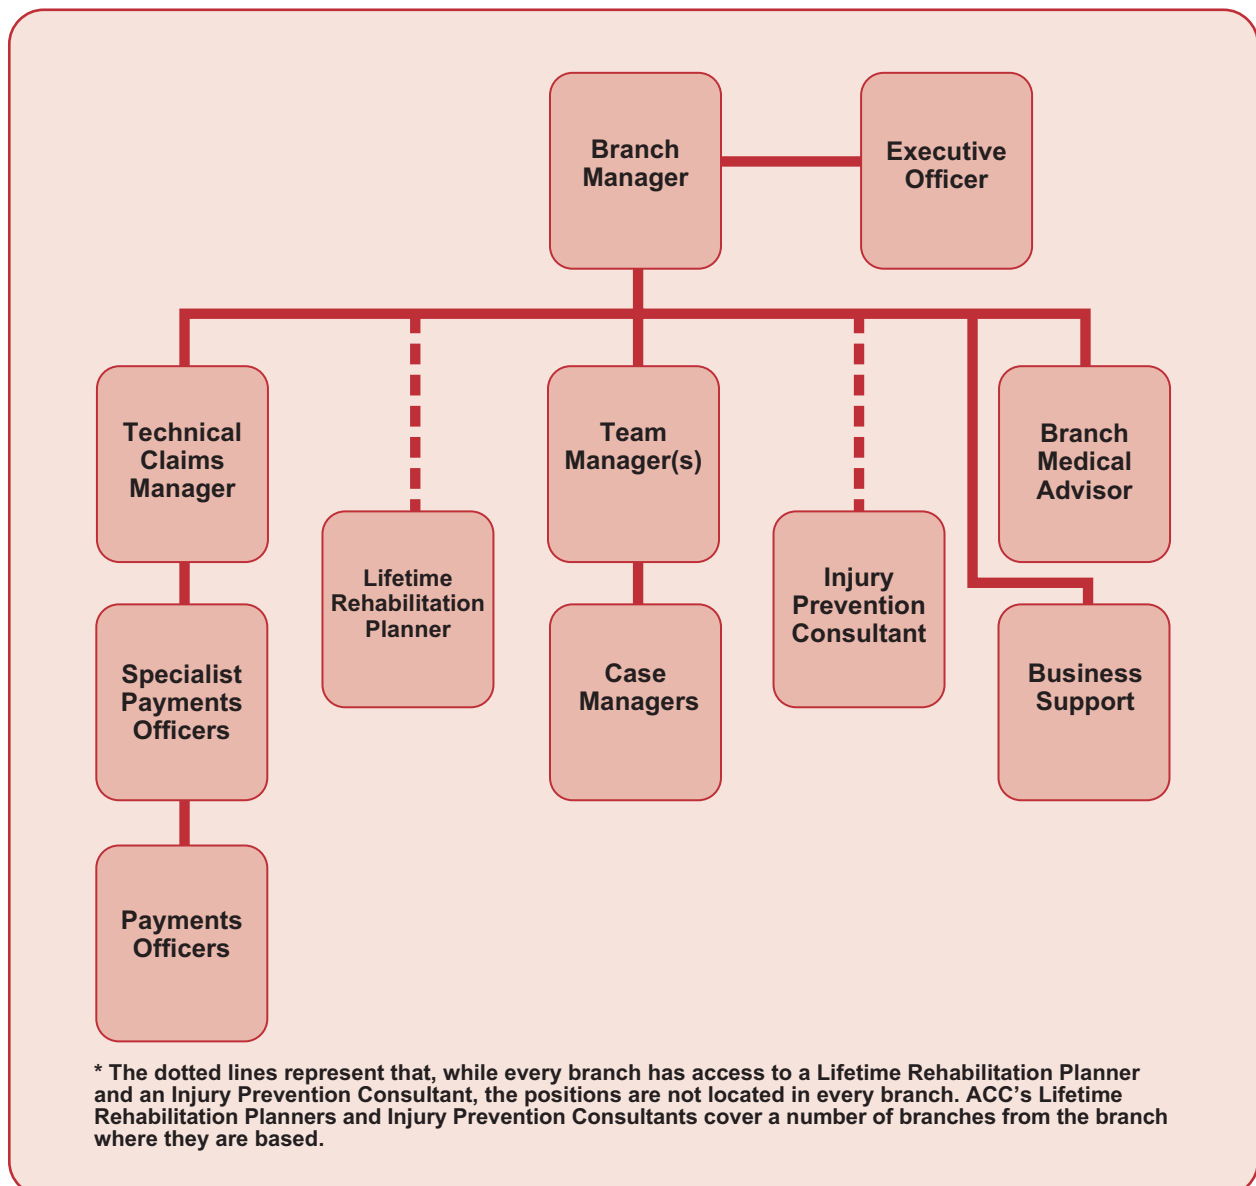 Branch
Manager
Executive
Officer
Technical
Claims
Manager
Team
Manager(s)
Branch
Medical
Advisor
Lifetime
Rehabilitation
Planner
Injury
Prevention
Consultant
Specialist
Payments
Officers
Case
Managers
Business
Support
Payments
Officers
* The dotted lines represent that, while every branch has access to a Lifetime Rehabilitation Planner
and an Injury Prevention Consultant, the positions are not located in every branch. ACC's Lifetime
Rehabilitation Planners and Injury Prevention Consultants cover a number of branches from the branch
where they are based.